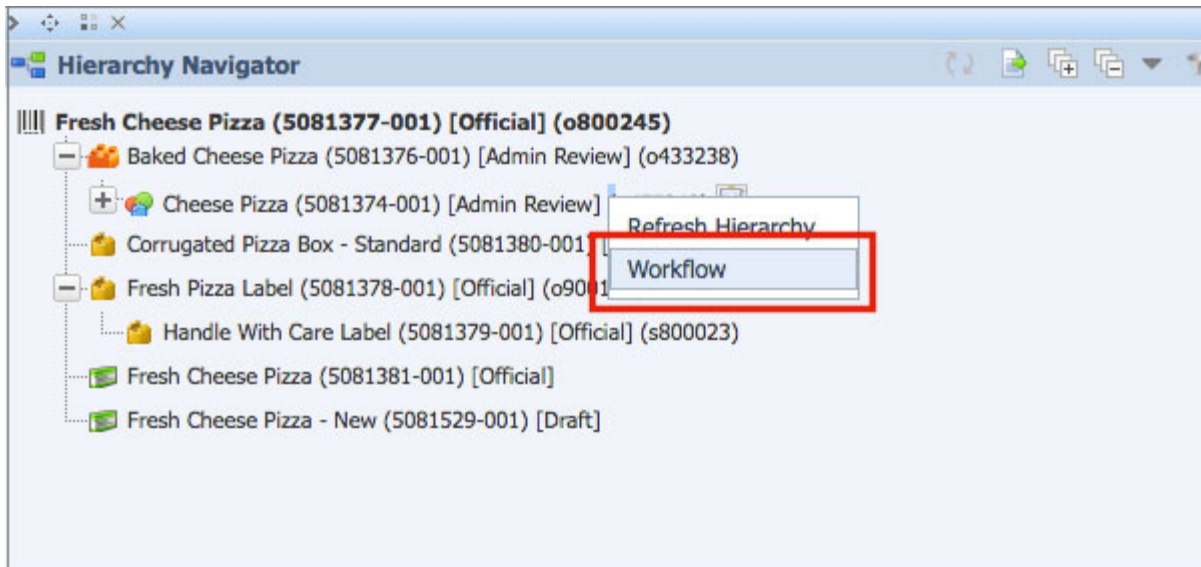 Hierarchy Navigator
Fresh Cheese Pizza (5081377-001) [Official] (o800245)
Baked Cheese Pizza (5081376-001) [Admin Review] (o433238)
Cheese Pizza (5081374-001) [Admin Review]
Refresh Hierarchy
Corrugated Pizza Box - Standard (5081380-001) [
Workflow
Fresh Pizza Label (5081378-001) [Official] (o9001
Handle With Care Label (5081379-001) [Official] (s800023)
Fresh Cheese Pizza (5081381-001) [Official]
Fresh Cheese Pizza - New (5081529-001) [Draft]